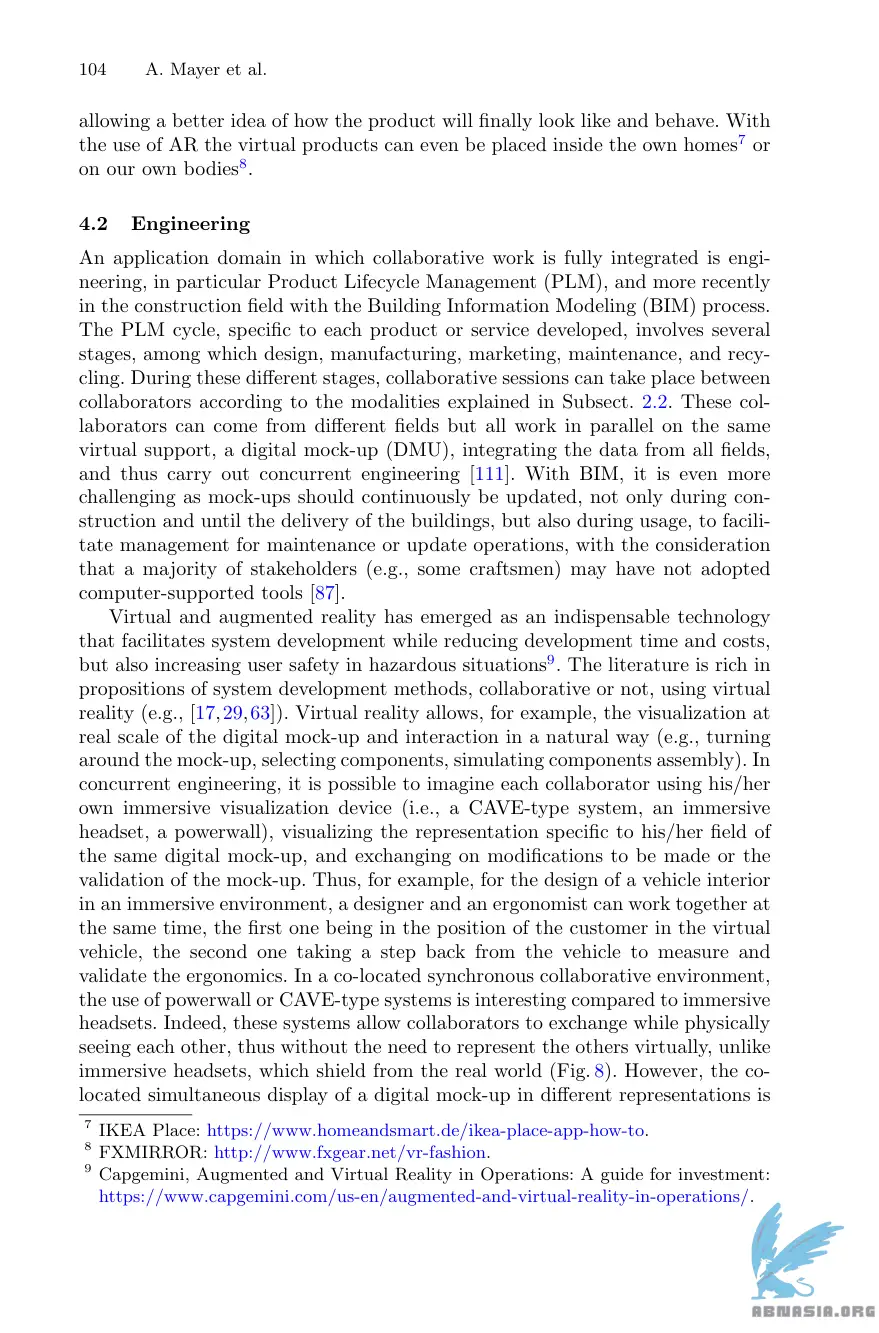 104 A. Mayer et al.
allowing a better idea of how the product will finally look like and behave. With
the use of AR the virtual products can even be placed inside the own homes7 or
on our own bodies8.
4.2 Engineering
An application domain in which collaborative work is fully integrated is engi-
neering, in particular Product Lifecycle Management (PLM), and more recently
in the construction field with the Building Information Modeling (BIM) process.
The PLM cycle, specific to each product or service developed, involves several
stages, among which design, manufacturing, marketing, maintenance, and recy-
cling. During these different stages, collaborative sessions can take place between
collaborators according to the modalities explained in Subsect. 2.2. These col-
laborators can come from different fields but all work in parallel on the same
virtual support, a digital mock-up (DMU), integrating the data from all fields,
and thus carry out concurrent engineering [111]. With BIM, it is even more
challenging as mock-ups should continuously be updated, not only during con-
struction and until the delivery of the buildings, but also during usage, to facili-
tate management for maintenance or update operations, with the consideration
that a majority of stakeholders (e.g., some craftsmen) may have not adopted
computer-supported tools [87].
Virtual and augmented reality has emerged as an indispensable technology
that facilitates system development while reducing development time and costs,
but also increasing user safety in hazardous situations9. The literature is rich in
propositions of system development methods, collaborative or not, using virtual
reality (e.g., [17,29,63]). Virtual reality allows, for example, the visualization at
real scale of the digital mock-up and interaction in a natural way (e.g., turning
around the mock-up, selecting components, simulating components assembly). In
concurrent engineering, it is possible to imagine each collaborator using his/her
own immersive visualization device (i.e., a CAVE-type system, an immersive
headset, a powerwall), visualizing the representation specific to his/her field of
the same digital mock-up, and exchanging on modifications to be made or the
validation of the mock-up. Thus, for example, for the design of a vehicle interior
in an immersive environment, a designer and an ergonomist can work together at
the same time, the first one being in the position of the customer in the virtual
vehicle, the second one taking a step back from the vehicle to measure and
validate the ergonomics. In a co-located synchronous collaborative environment,
the use of powerwall or CAVE-type systems is interesting compared to immersive
headsets. Indeed, these systems allow collaborators to exchange while physically
seeing each other, thus without the need to represent the others virtually, unlike
immersive headsets, which shield from the real world (Fig. 8). However, the co-
located simultaneous display of a digital mock-up in different representations is
7 IKEA Place: https://www.homeandsmart.de/ikea-place-app-how-to.
8 FXMIRROR: http://www.fxgear.net/vr-fashion.
9 Capgemini, Augmented and Virtual Reality in Operations: A guide for investment:
https://www.capgemini.com/us-en/augmented-and-virtual-reality-in-operations/.
ABNASIA.ORG